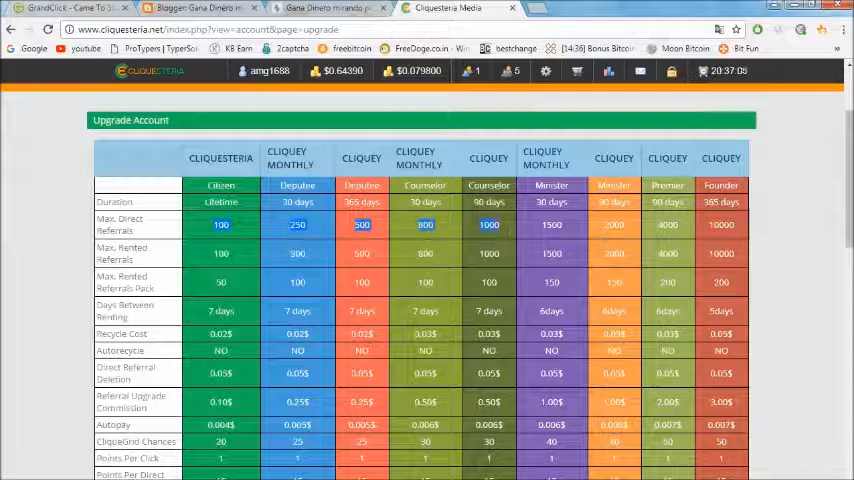 GrandClick - Came To S
Blogger: Gana Dinero m
Gana Dinero mirando p
Cliquesteria Media
www.cliquesteria.net/index.php?view=account&page=upgrade
Google youtube ProTypers | TyperSo KB Earn 2captcha freebitcoin FreeDoge.co.in - Tim bestchange [14:36] Bonus Bitcoin Moon Bitcoin Bit Fun
CLIQUESTERIA amg1688 $0.64390 $0.079800 1 5 20:37:05
Upgrade Account
CLIQUESTERIA CLIQUEY MONTHLY CLIQUEY CLIQUEY MONTHLY CLIQUEY CLIQUEY MONTHLY CLIQUEY CLIQUEY CLIQUEY
Citizen Deputee Deputee Counselor Counselor Minister Minister Premier Founder
Duration Lifetime 30 days 365 days 30 days 90 days 30 days 90 days 90 days 365 days
Max. Direct Referrals 100 250 500 800 1000 1500 2000 4000 10000
Max. Rented Referrals 100 300 500 800 1000 1500 2000 4000 10000
Max. Rented Referrals Pack 50 100 100 100 100 150 150 200 200
Days Between Renting 7 days 7 days 7 days 7 days 7 days 6days 6days 6days 5days
Recycle Cost 0.02$ 0.02$ 0.02$ 0.03$ 0.03$ 0.03$ 0.03$ 0.03$ 0.05$
Autorecycle NO NO NO NO NO NO NO NO NO
Direct Referral Deletion 0.05$ 0.05$ 0.05$ 0.05$ 0.05$ 0.05$ 0.05$ 0.05$ 0.05$
Referral Upgrade Commission 0.10$ 0.25$ 0.25$ 0.50$ 0.50$ 1.00$ 1.00$ 2.00$ 3.00$
Autopay 0.004$ 0.005$ 0.005$ 0.006$ 0.006$ 0.006$ 0.006$ 0.007$ 0.007$
CliqueGrid Chances 20 25 25 30 30 40 40 50 50
Points Per Click 1 1 1 1 1 1 1 1 1
Points Per Direct